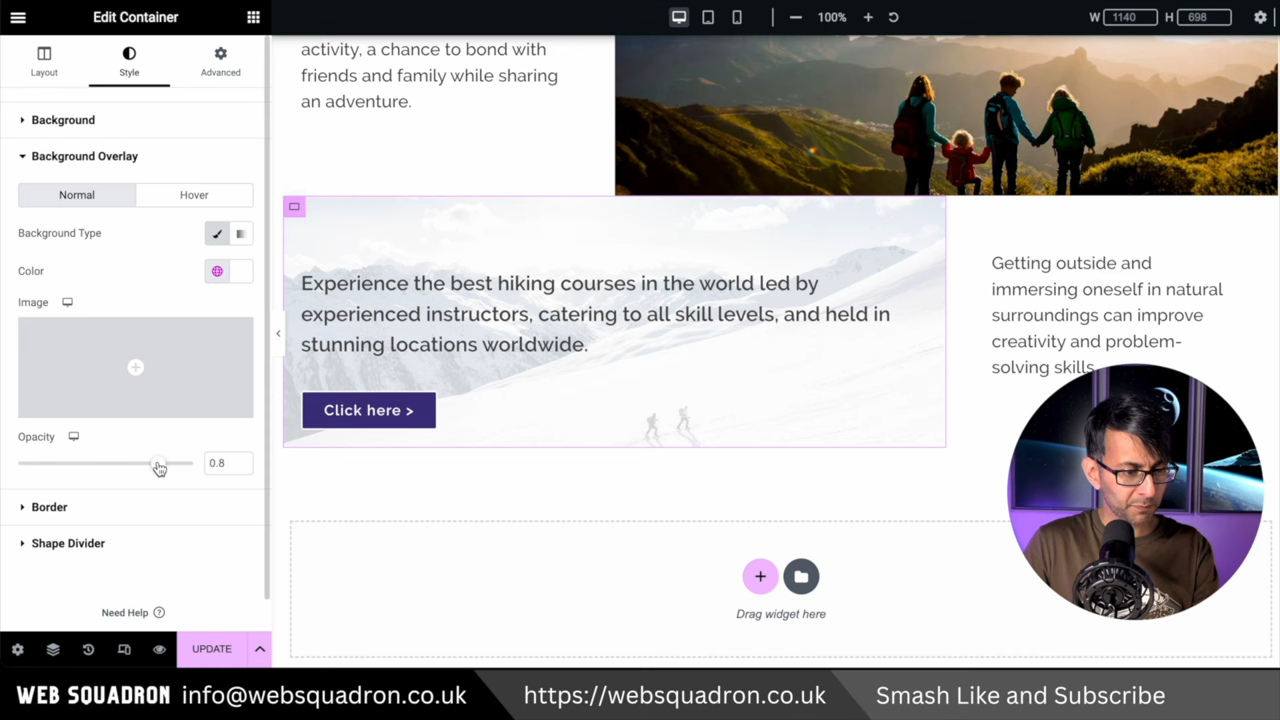 Edit Container
100%
W 1140 H 698
Layout
Style
Advanced
Background
Background Overlay
Normal
Hover
Background Type
Color
Image
Opacity
0.8
Border
Shape Divider
Need Help ?
UPDATE
activity, a chance to bond with
friends and family while sharing
an adventure.
Experience the best hiking courses in the world led by
experienced instructors, catering to all skill levels, and held in
stunning locations worldwide.
Click here >
Getting outside and
immersing oneself in natural
surroundings can improve
creativity and problem-
solving skills.
Drag widget here
WEB SQUADRON info@websquadron.co.uk
https://websquadron.co.uk
Smash Like and Subscribe